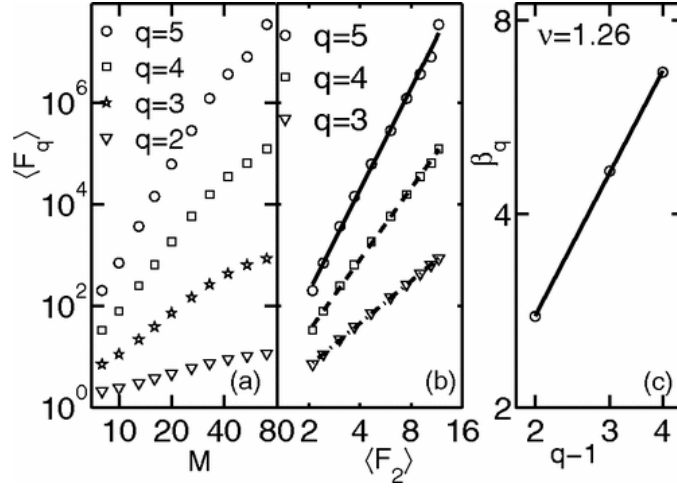 ⟨F_q⟩
10^6
10^4
10^2
10^0
q=5
q=4
q=3
q=2
(a)
10 20 40 80
M
q=5
q=4
q=3
(b)
2 4 8 16
⟨F_2⟩
β_q
8
4
2
ν=1.26
(c)
2 3 4
q−1